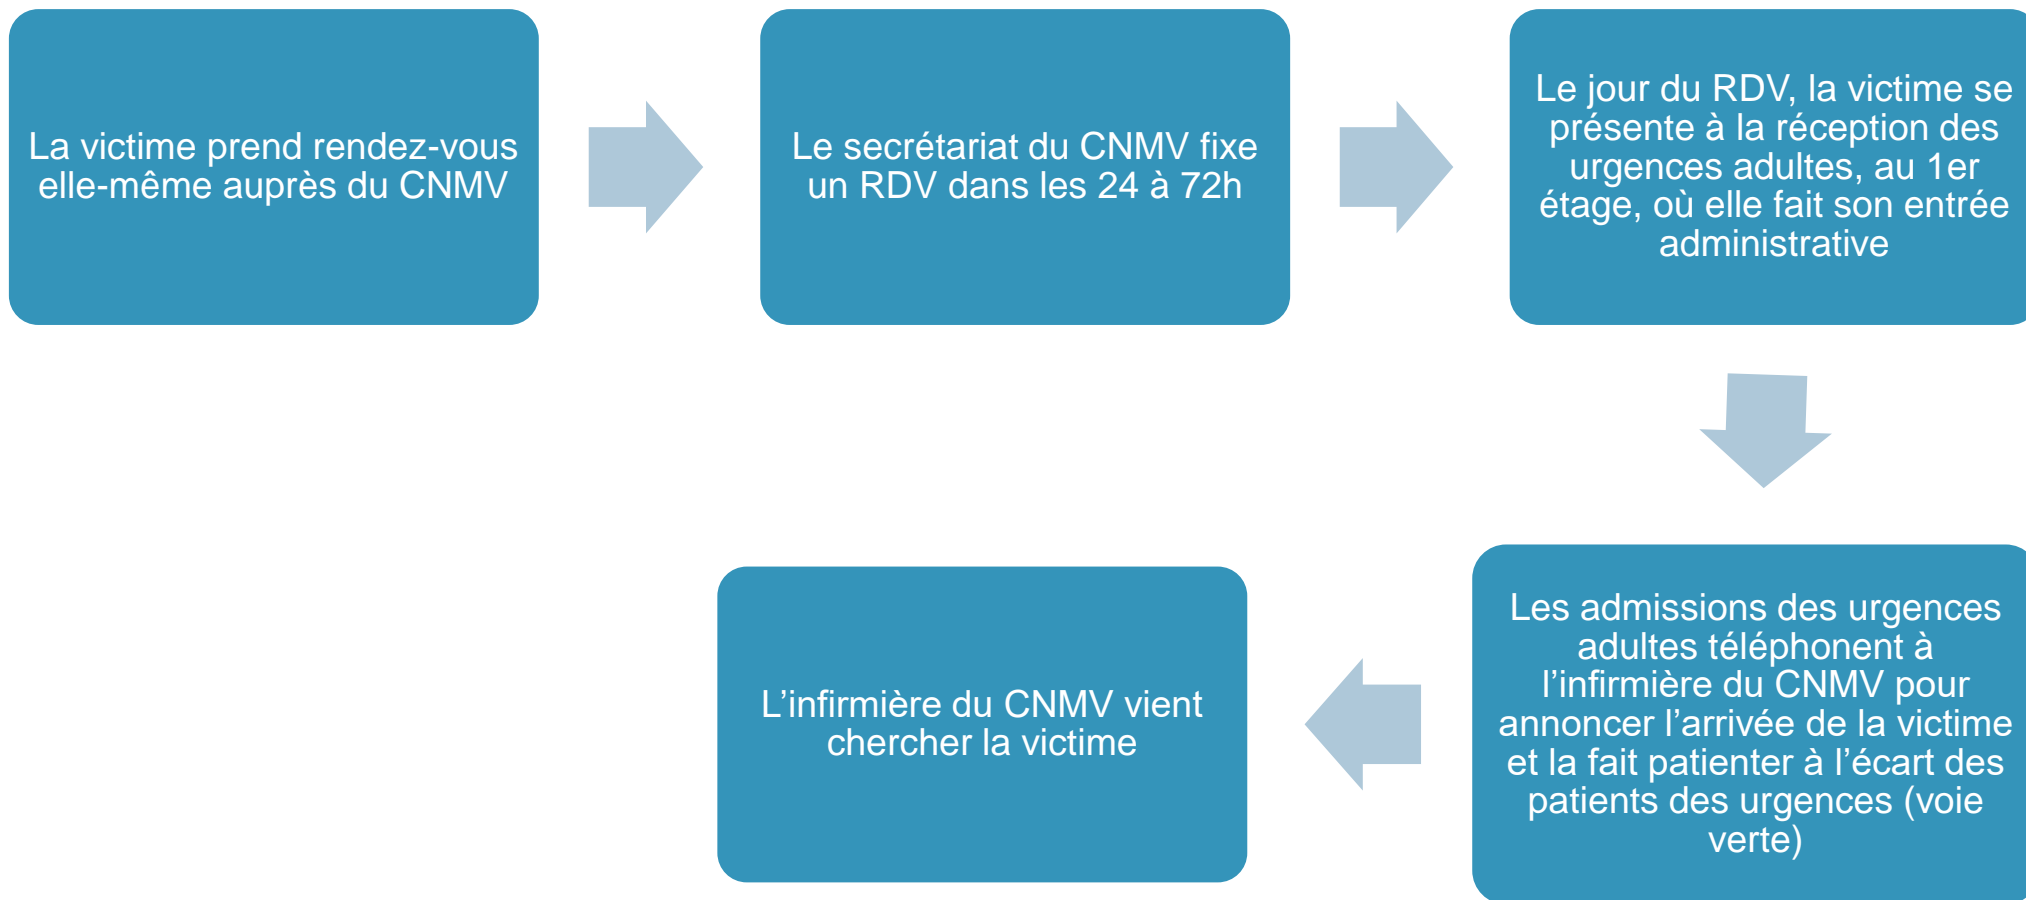 La victime prend rendez-vous
elle-même auprès du CNMV
Le secrétariat du CNMV fixe
un RDV dans les 24 à 72h
Le jour du RDV, la victime se
présente à la réception des
urgences adultes, au 1er
étage, où elle fait son entrée
administrative
Les admissions des urgences
adultes téléphonent à
l’infirmière du CNMV pour
annoncer l’arrivée de la victime
et la fait patienter à l’écart des
patients des urgences (voie
verte)
L’infirmière du CNMV vient
chercher la victime